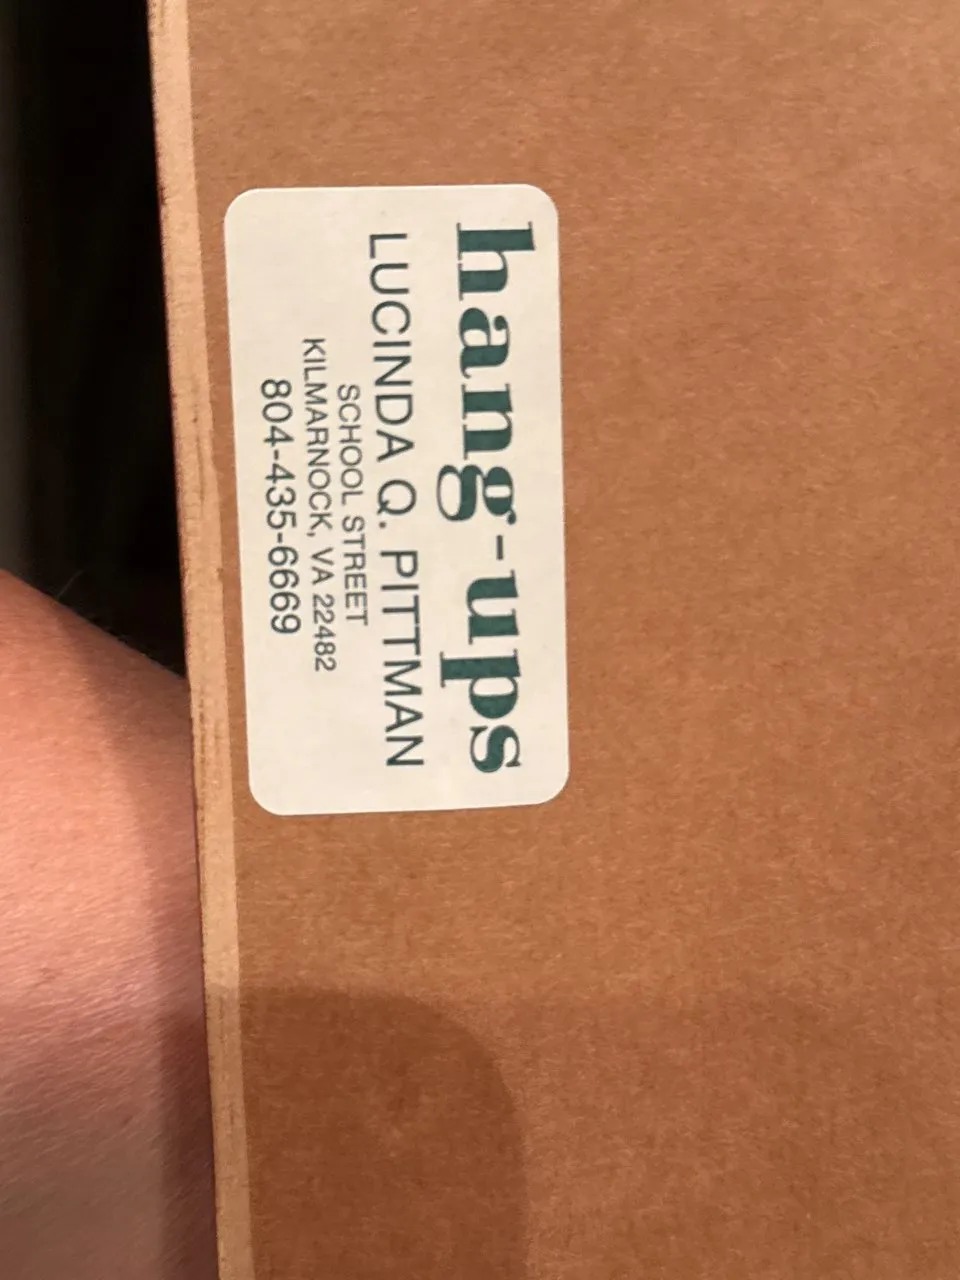 hang-ups
LUCINDA Q. PITTMAN
SCHOOL STREET
KILMARNOCK, VA 22482
804-435-6669